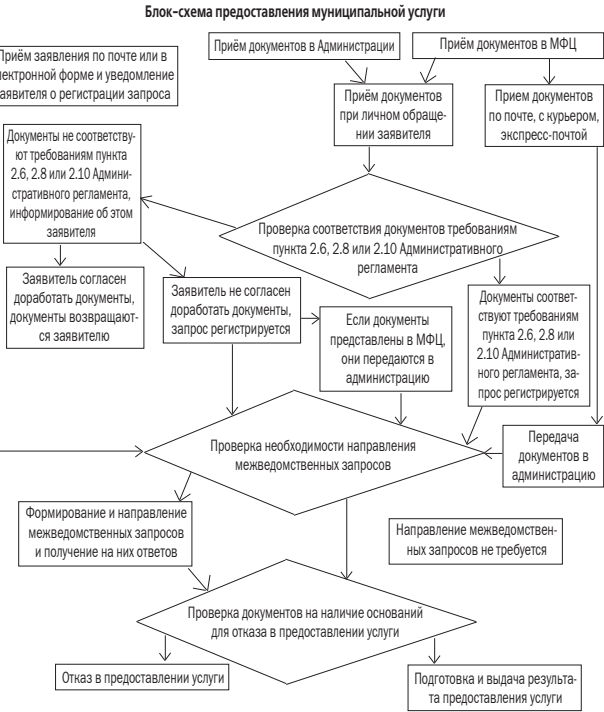 Блок-схема предоставления муниципальной услуги
Приём заявления по почте или в
электронной форме и уведомление
заявителя о регистрации запроса
Приём документов в Администрации
Приём документов в МФЦ
Приём документов
при личном обраще-
нии заявителя
Прием документов
по почте, с курьером,
экспресс-почтой
Документы не соответству-
ют требованиям пункта
2.6, 2.8 или 2.10 Админи-
стративного регламента,
информирование об этом
заявителя
Проверка соответствия документов требованиям
пункта 2.6, 2.8 или 2.10 Административного
регламента
Заявитель согласен
доработать документы,
документы возвращают-
ся заявителю
Заявитель не согласен
доработать документы,
запрос регистрируется
Если документы
представлены в МФЦ,
они передаются в
администрацию
Документы соответ-
ствуют требованиям
пункта 2.6, 2.8 или
2.10 Административ-
ного регламента, за-
прос регистрируется
Проверка необходимости направления
межведомственных запросов
Передача
документов в
администрацию
Формирование и направление
межведомственных запросов
и получение на них ответов
Направление межведомствен-
ных запросов не требуется
Проверка документов на наличие оснований
для отказа в предоставлении услуги
Отказ в предоставлении услуги
Подготовка и выдача результа-
та предоставления услуги